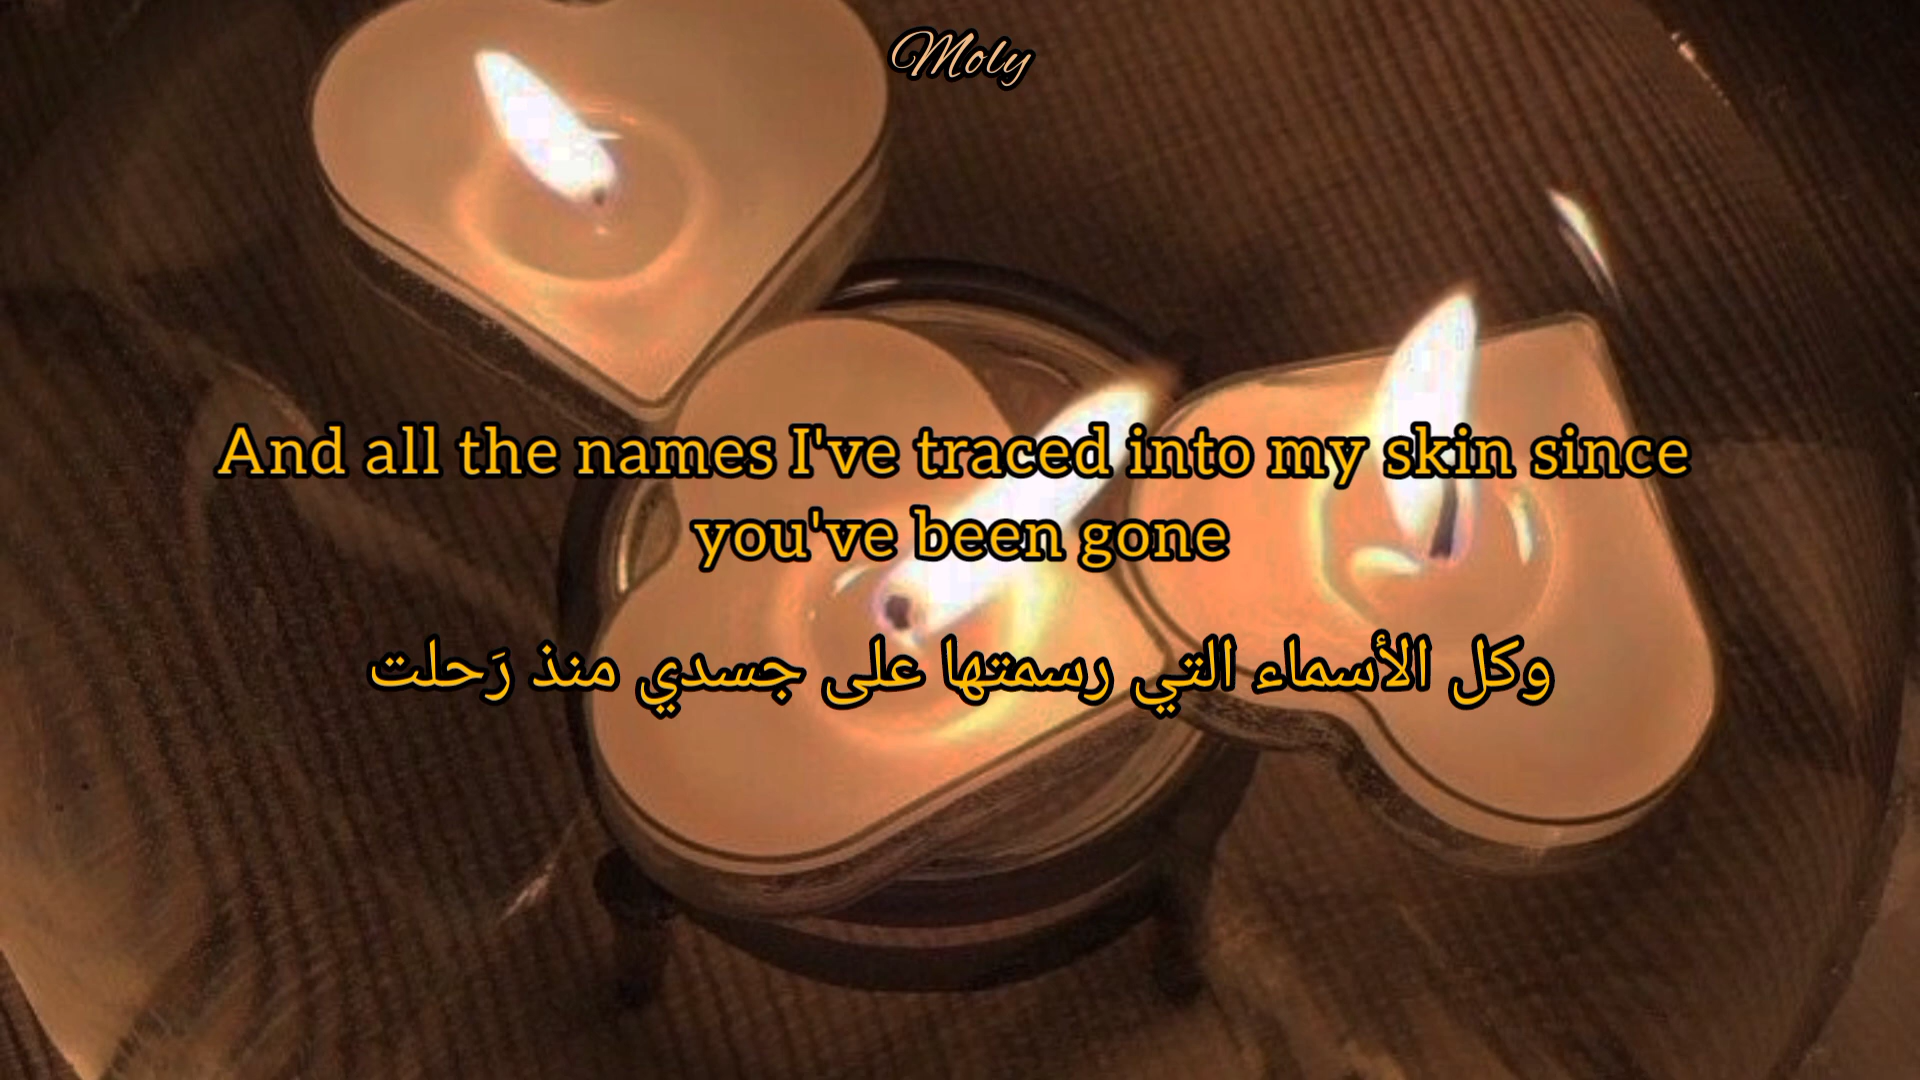 Moly
And all the names I've traced into my skin since
you've been gone
وكل الأسماء التي رسمتها على جسدي منذ رَحلت